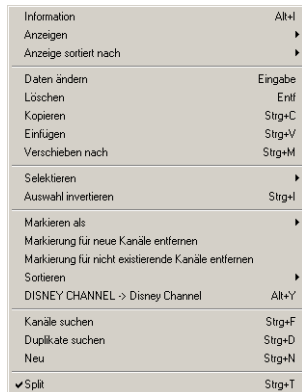 Information Alt+I
Anzeigen
Anzeige sortiert nach
Daten ändern Eingabe
Löschen Entf
Kopieren Strg+C
Einfügen Strg+V
Verschieben nach Strg+M
Selektieren
Auswahl invertieren Strg+I
Markieren als
Markierung für neue Kanäle entfernen
Markierung für nicht existierende Kanäle entfernen
Sortieren
DISNEY CHANNEL -> Disney Channel Alt+Y
Kanäle suchen Strg+F
Duplikate suchen Strg+D
Neu Strg+N
Split Strg+T